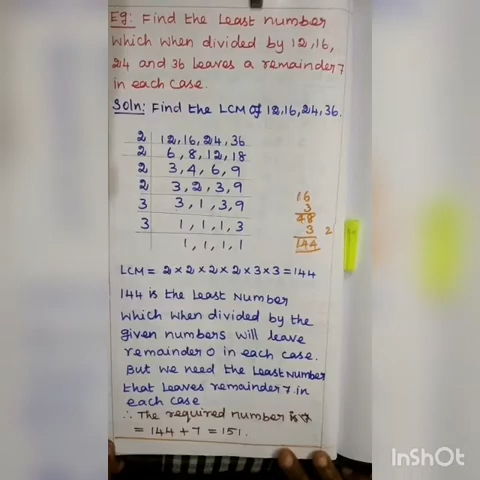 Eg: Find the Least number
which when divided by 12,16,
24 and 36 leaves a remainder 7
in each case.
Soln: Find the LCM of 12,16,24,36.
2 | 12, 16, 24, 36
2 | 6, 8, 12, 18
2 | 3, 4, 6, 9
2 | 3, 2, 3, 9
3 | 3, 1, 3, 9
3 | 1, 1, 1, 3
1, 1, 1, 1
16
3
48
3
144
2
LCM = 2 × 2 × 2 × 2 × 3 × 3 = 144
144 is the Least Number
which when divided by the
given numbers will leave
remainder 0 in each case.
But we need the Least Number
that leaves remainder 7 in
each case
∴ The required number is
= 144 + 7 = 151.
InShOt